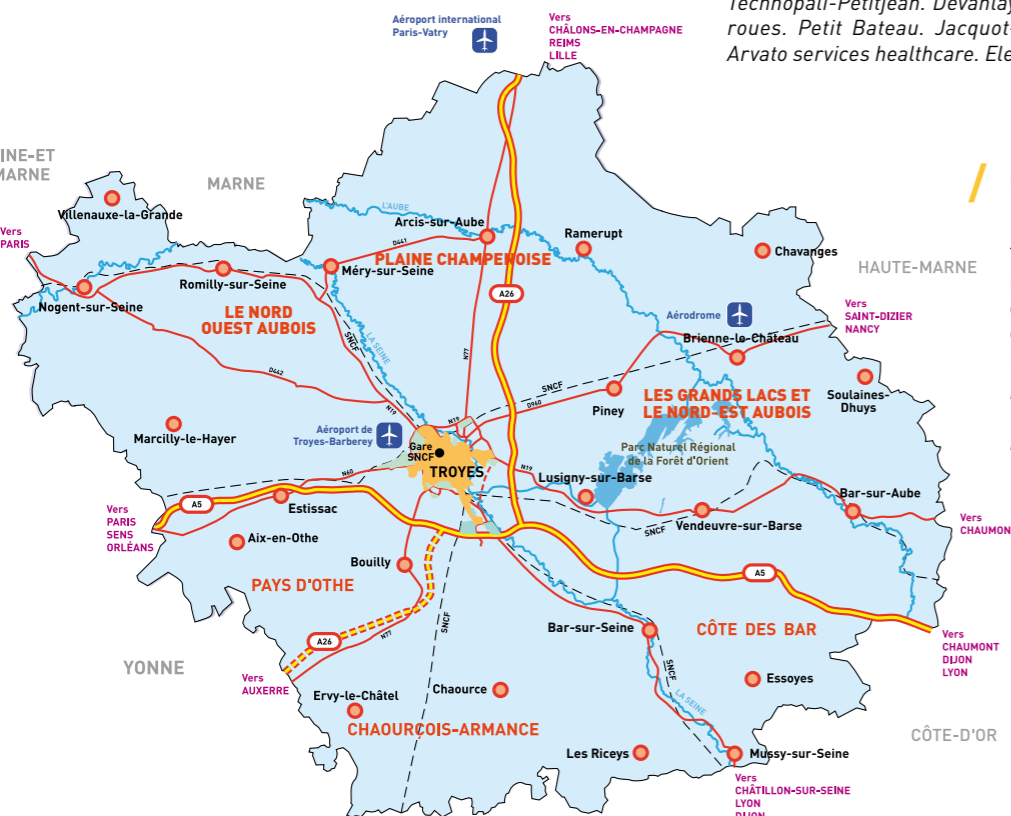 Technopali-Petitjean. Devanlay
roues. Petit Bateau. Jacquot-
Arvato services healthcare. Ele
Aéroport international
Paris-Vatry
Vers
CHÂLONS-EN-CHAMPAGNE
REIMS
LILLE
INE-ET
MARNE
MARNE
/
Villenauxe-la-Grande
L'AUBE
Arcis-sur-Aube
Ramerupt
Chavanges
Vers
PARIS
D441
PLAINE CHAMPENOISE
Méry-sur-Seine
HAUTE-MARNE
Romilly-sur-Seine
Nogent-sur-Seine
A26
LE NORD
OUEST AUBOIS
Aérodrome
Vers
SAINT-DIZIER
NANCY
Brienne-le-Château
SNCF
LA SEINE
N77
D442
SNCF
D960
Piney
LES GRANDS LACS ET
LE NORD-EST AUBOIS
Soulaines-
Dhuys
N19
N19
Marcilly-le-Hayer
Aéroport de
Troyes-Barberey
Gare
SNCF
TROYES
Parc Naturel Régional
de la Forêt d'Orient
N60
N19
Lusigny-sur-Barse
Bar-sur-Aube
A5
Estissac
Vers
PARIS
SENS
ORLÉANS
Vendeuvre-sur-Barse
SNCF
Vers
CHAUMON
Aix-en-Othe
Bouilly
A5
PAYS D'OTHE
SNCF
Bar-sur-Seine
CÔTE DES BAR
A26
N77
Vers
CHAUMONT
DIJON
LYON
YONNE
Vers
AUXERRE
SNCF
Essoyes
Chaource
LA SEINE
Ervy-le-Châtel
CHAOURÇOIS-ARMANCE
CÔTE-D'OR
Les Riceys
Mussy-sur-Seine
Vers
CHÂTILLON-SUR-SEINE
LYON
DIJON